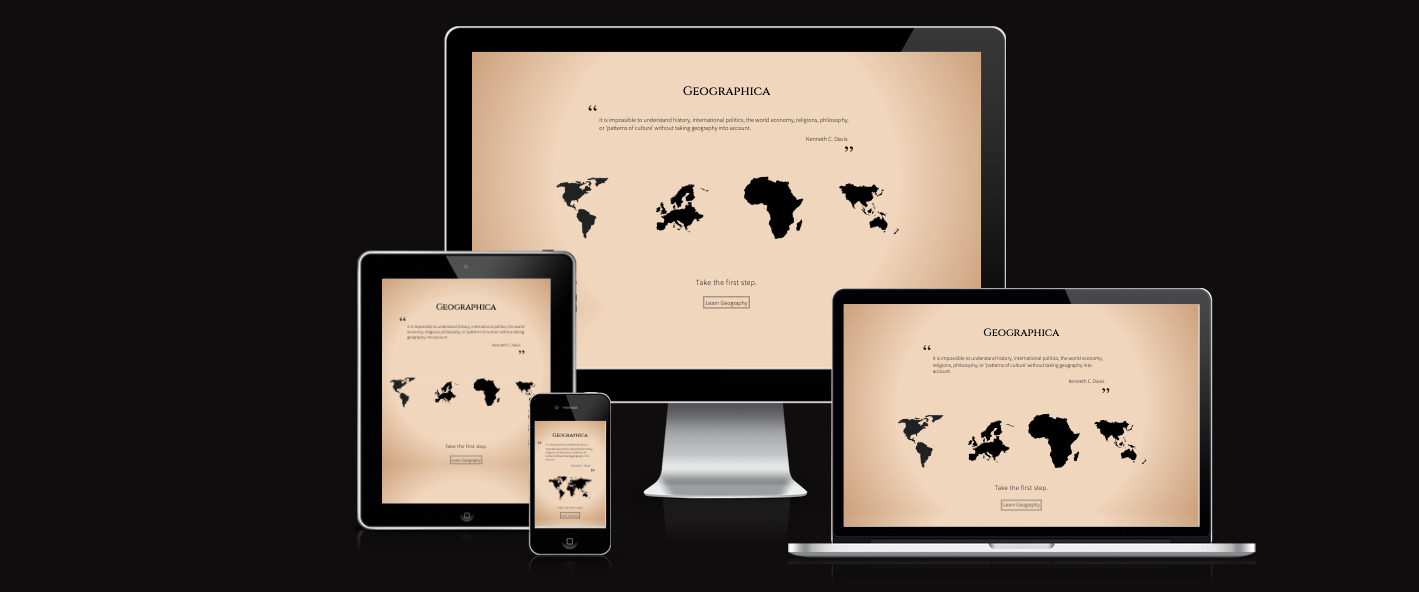 GEOGRAPHICA
“
It is impossible to understand history, international politics, the world economy, religions, philosophy,
or 'patterns of culture' without taking geography into account.
Kenneth C. Davis
”
Take the first step.
Learn Geography
GEOGRAPHICA
“
It is impossible to understand history, international politics, the world
economy, religions, philosophy, or 'patterns of culture' without taking
geography into account.
Kenneth C. Davis
”
Take the first step.
Learn Geography
GEOGRAPHICA
“
Kenneth C. Davis
”
Take the first step.
Learn Geography
GEOGRAPHICA
“
It is impossible to understand history, international politics, the world economy,
religions, philosophy, or 'patterns of culture' without taking geography into
account.
Kenneth C. Davis
”
Take the first step.
Learn Geography